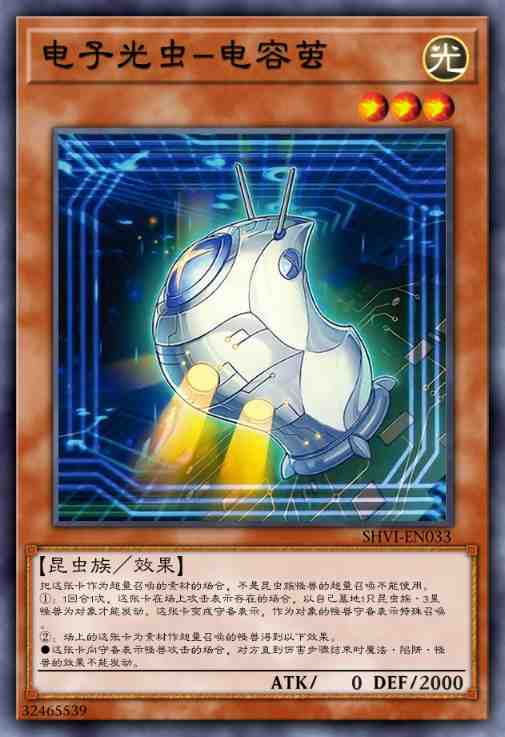 电子光虫-电容萤
光
SHVI-EN033
【昆虫族／效果】
把这张卡作为超量召唤的素材的场合，不是昆虫族怪兽的超量召唤不能使用。
①：1回合1次，这张卡在场上攻击表示存在的场合，以自己墓地1只昆虫族·3星
怪兽为对象才能发动。这张卡变成守备表示，作为对象的怪兽守备表示特殊召唤
。
②：场上的这张卡为素材作超量召唤的怪兽得到以下效果。
●这张卡向守备表示怪兽攻击的场合，对方直到伤害步骤结束时魔法·陷阱·怪
兽的效果不能发动。
ATK/ 0 DEF/2000
32465539